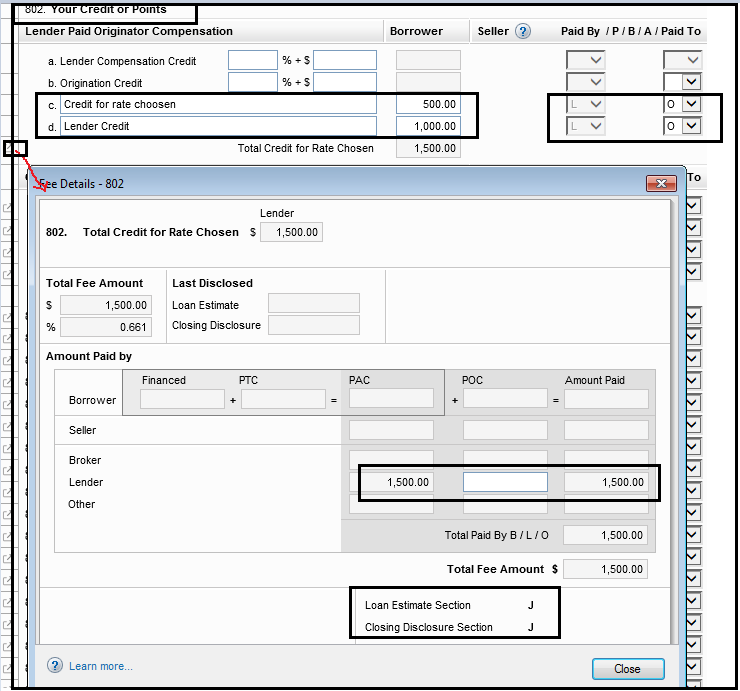 802. Your Credit or Points
Lender Paid Originator Compensation Borrower Seller ? Paid By / P / B / A / Paid To
a. Lender Compensation Credit % + $
b. Origination Credit % + $
c. Credit for rate choosen 500.00 L O
d. Lender Credit 1,000.00 L O
Total Credit for Rate Chosen 1,500.00
To
Fee Details - 802
Lender
802. Total Credit for Rate Chosen $ 1,500.00
Total Fee Amount Last Disclosed
$ 1,500.00 Loan Estimate
% 0.661 Closing Disclosure
Amount Paid by
Financed PTC PAC POC Amount Paid
Borrower + = + =
Seller
Broker
Lender 1,500.00 1,500.00
Other
Total Paid By B / L / O 1,500.00
Total Fee Amount $ 1,500.00
Loan Estimate Section J
Closing Disclosure Section J
? Learn more... Close